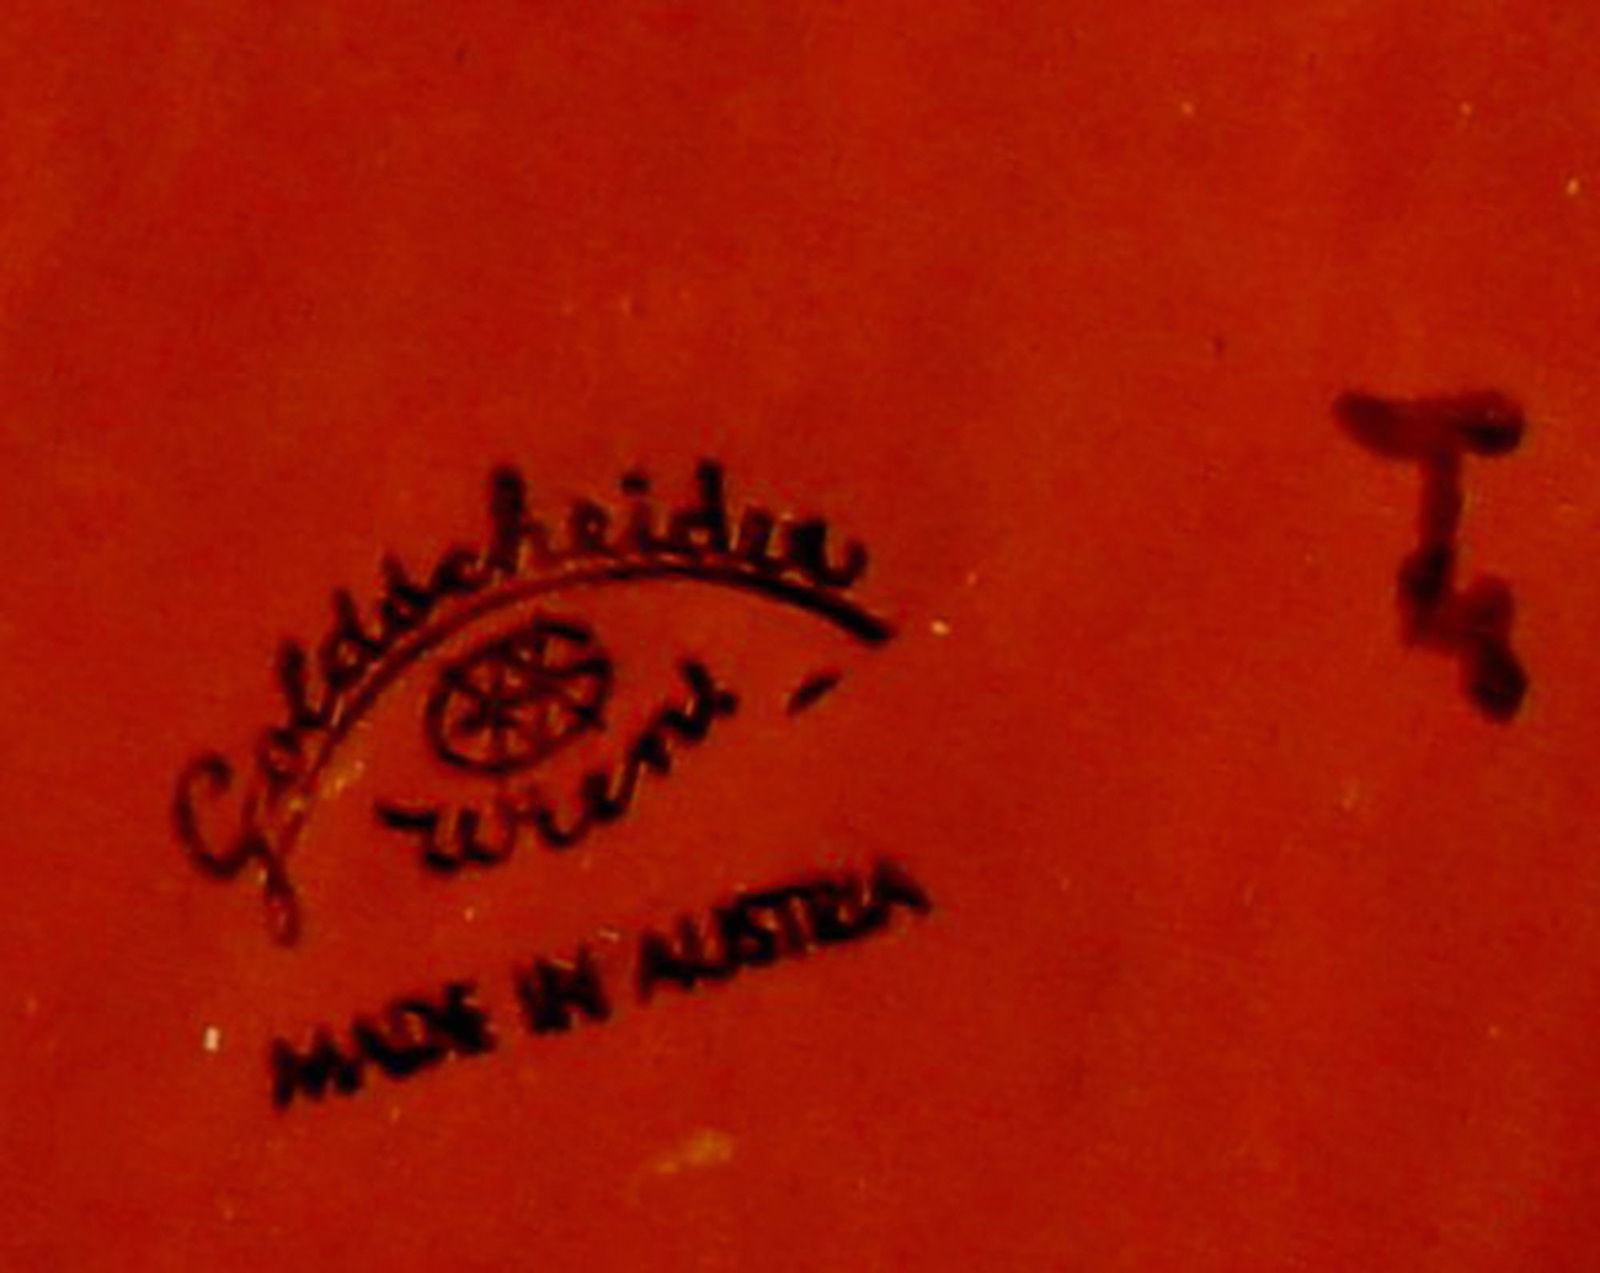 Goldscheider
Wien
MADE IN AUSTRIA
T